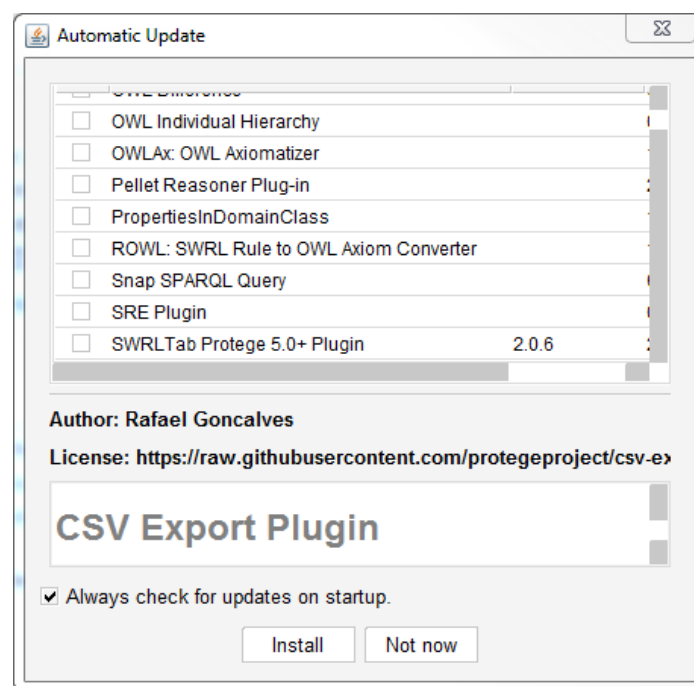 Automatic Update
OWL Difference
OWL Individual Hierarchy
OWLAx: OWL Axiomatizer
Pellet Reasoner Plug-in
PropertiesInDomainClass
ROWL: SWRL Rule to OWL Axiom Converter
Snap SPARQL Query
SRE Plugin
SWRLTab Protege 5.0+ Plugin 2.0.6
Author: Rafael Goncalves
License: https://raw.githubusercontent.com/protegeproject/csv-ex
CSV Export Plugin
Always check for updates on startup.
Install Not now